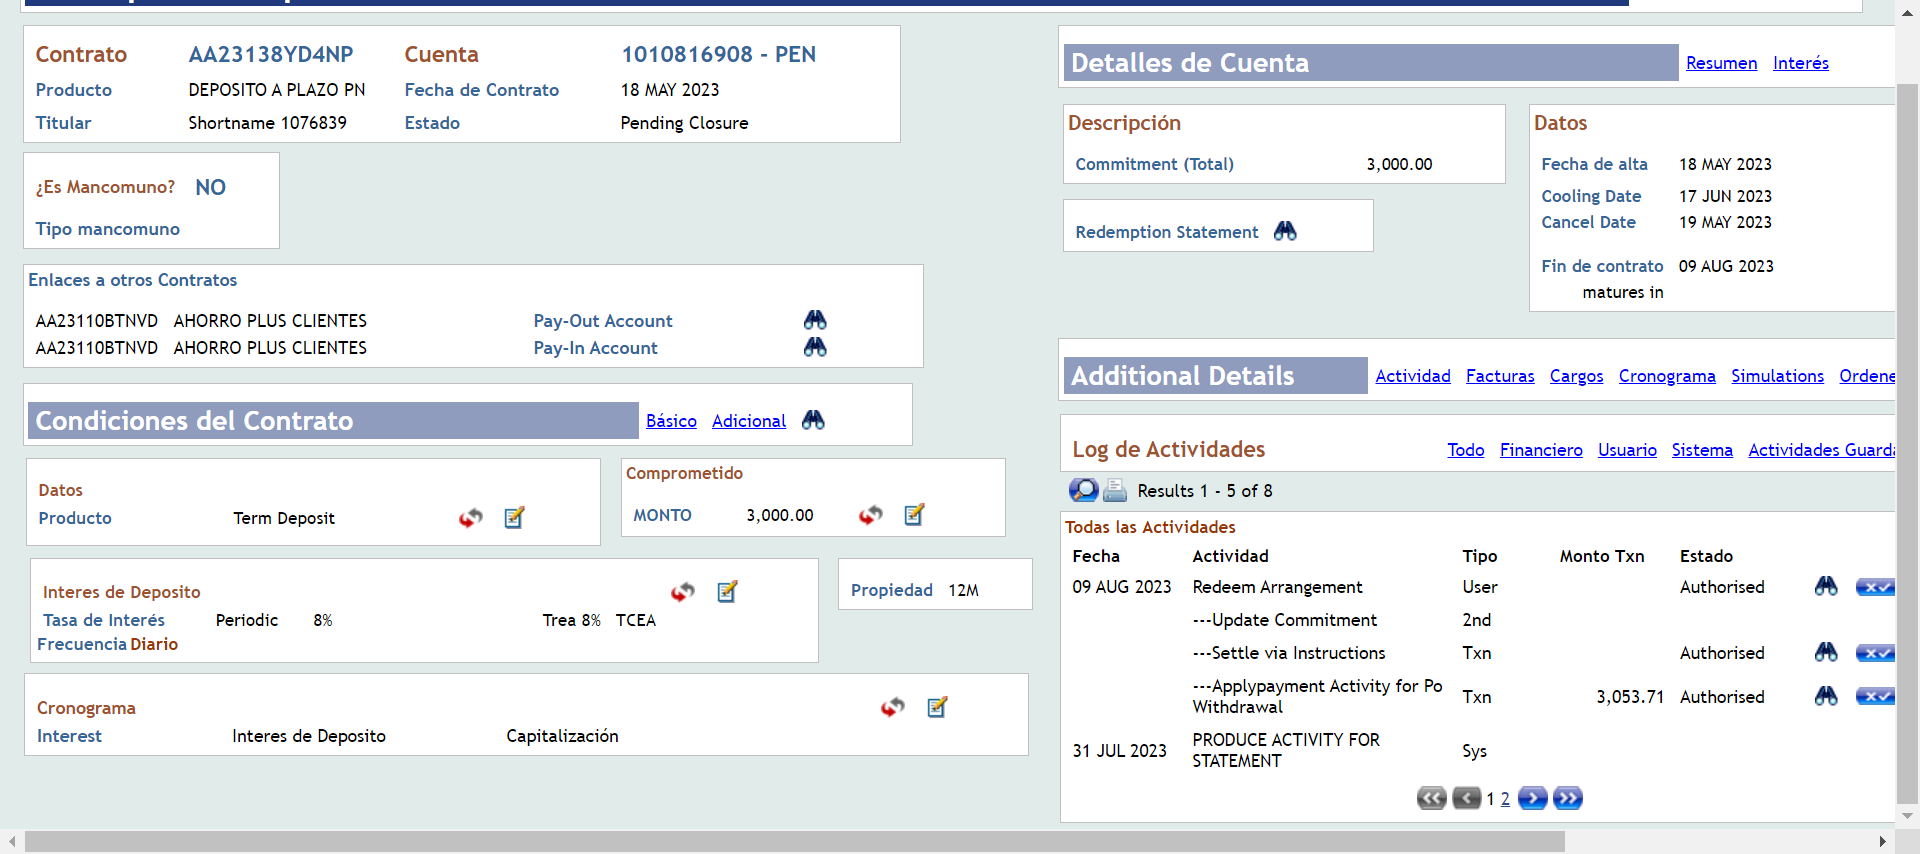 Contrato AA23138YD4NP Cuenta 1010816908 - PEN
Producto DEPOSITO A PLAZO PN Fecha de Contrato 18 MAY 2023
Titular Shortname 1076839 Estado Pending Closure
¿Es Mancomuno? NO
Tipo mancomuno
Enlaces a otros Contratos
AA23110BTNVD AHORRO PLUS CLIENTES Pay-Out Account
AA23110BTNVD AHORRO PLUS CLIENTES Pay-In Account
Condiciones del Contrato Básico Adicional
Datos
Producto Term Deposit
Comprometido
MONTO 3,000.00
Interes de Deposito
Tasa de Interés Periodic 8% Trea 8% TCEA
Frecuencia Diario
Propiedad 12M
Cronograma
Interest Interes de Deposito Capitalización
Detalles de Cuenta Resumen Interés
Descripción
Commitment (Total) 3,000.00
Redemption Statement
Datos
Fecha de alta 18 MAY 2023
Cooling Date 17 JUN 2023
Cancel Date 19 MAY 2023
Fin de contrato 09 AUG 2023
matures in
Additional Details Actividad Facturas Cargos Cronograma Simulations Ordene
Log de Actividades Todo Financiero Usuario Sistema Actividades Guarda
Results 1 - 5 of 8
Todas las Actividades
Fecha Actividad Tipo Monto Txn Estado
09 AUG 2023 Redeem Arrangement User Authorised
---Update Commitment 2nd
---Settle via Instructions Txn Authorised
---Applypayment Activity for Po
Withdrawal Txn 3,053.71 Authorised
31 JUL 2023 PRODUCE ACTIVITY FOR
STATEMENT Sys
1 2